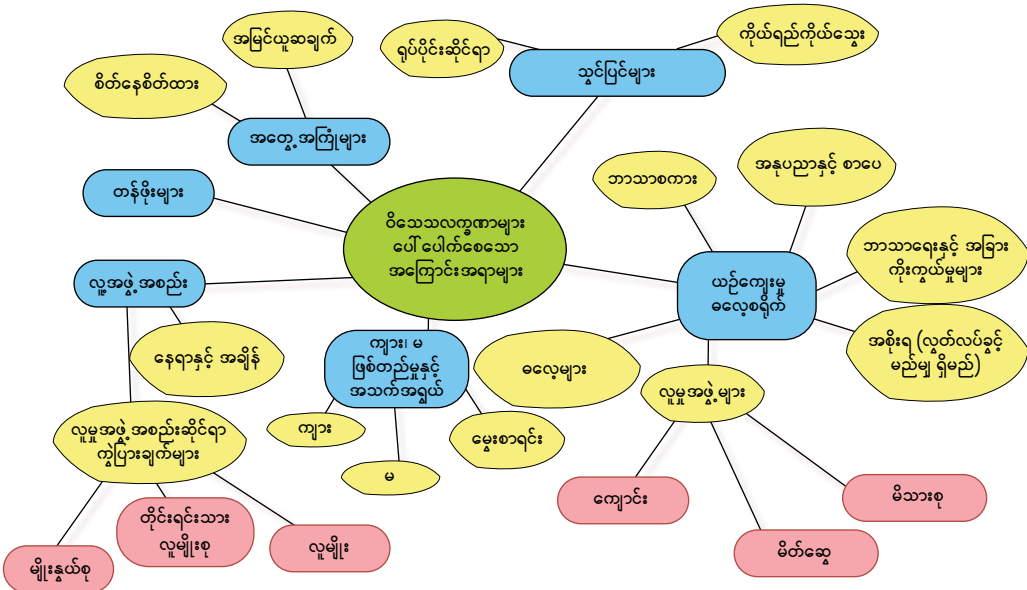 ကိုယ်ရည်ကိုယ်သွေး
အမြင်ယူဆချက်
ရုပ်ပိုင်းဆိုင်ရာ
သွင်ပြင်များ
စိတ်နေစိတ်ထား
အတွေ့အကြုံများ
အနုပညာနှင့် စာပေ
ဘာသာစကား
တန်ဖိုးများ
ဝိသေသလက္ခဏာများ
ပေါ်ပေါက်စေသော
အကြောင်းအရာများ
ဘာသာရေးနှင့် အခြား
ကိုးကွယ်မှုများ
လူ့အဖွဲ့အစည်း
ယဉ်ကျေးမှု
ဓလေ့စရိုက်
ကျား၊ မ
ဖြစ်တည်မှုနှင့်
အသက်အရွယ်
အစိုးရ (လွတ်လပ်ခွင့်
မည်မျှ ရှိမည်)
နေရာနှင့် အချိန်
ဓလေ့များ
လူမှုအဖွဲ့များ
ကျား
မွေးစာရင်း
မ
လူမှုအဖွဲ့အစည်းဆိုင်ရာ
ကွဲပြားချက်များ
ကျောင်း
မိသားစု
တိုင်းရင်းသား
လူမျိုးစု
လူမျိုး
မိတ်ဆွေ
မျိုးနွယ်စု